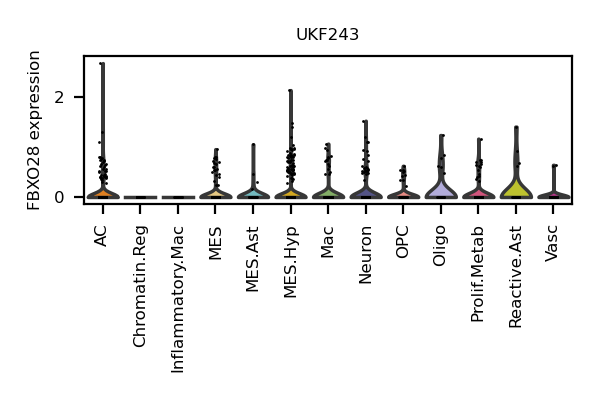 UKF243
FBXO28 expression
2
0
AC
Chromatin.Reg
Inflammatory.Mac
MES
MES.Ast
MES.Hyp
Mac
Neuron
OPC
Oligo
Prolif.Metab
Reactive.Ast
Vasc